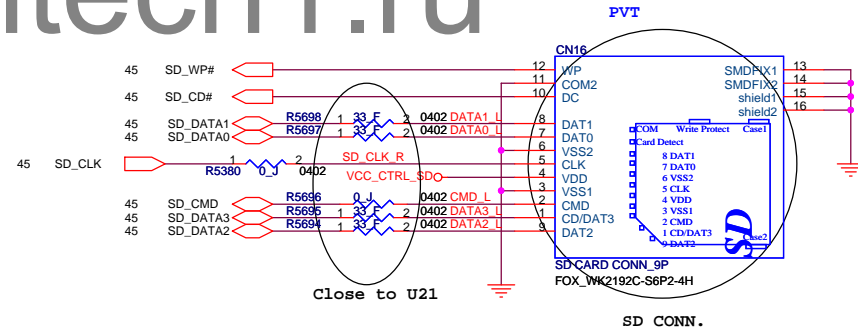 itech1.ru
PVT
CN16
45 SD_WP# 12 WP SMDFIX1 13
11 COM2 SMDFIX2 14
45 SD_CD# 10 DC shield1 15
shield2 16
45 SD_DATA1 R5698 1 33_F 2 0402 DATA1_L 8 DAT1
45 SD_DATA0 R5697 1 33_F 2 0402 DATA0_L 7 DAT0
6 VSS2
45 SD_CLK R5380 1 0_J 2 0402 SD_CLK_R 5 CLK
VCC_CTRL_SD 4 VDD
3 VSS1
45 SD_CMD R5696 0_J 0402 CMD_L 2 CMD
45 SD_DATA3 R5695 1 33_F 2 0402 DATA3_L 1 CD/DAT3
45 SD_DATA2 R5694 1 33_F 2 0402 DATA2_L 9 DAT2
COM Write Protect Case1
Card Detect
8 DAT1
7 DAT0
6 VSS2
5 CLK
4 VDD
3 VSS1
2 CMD
1 CD/DAT3
9 DAT2
SD
Case2
SD CARD CONN_9P
FOX_WK2192C-S6P2-4H
Close to U21
SD CONN.